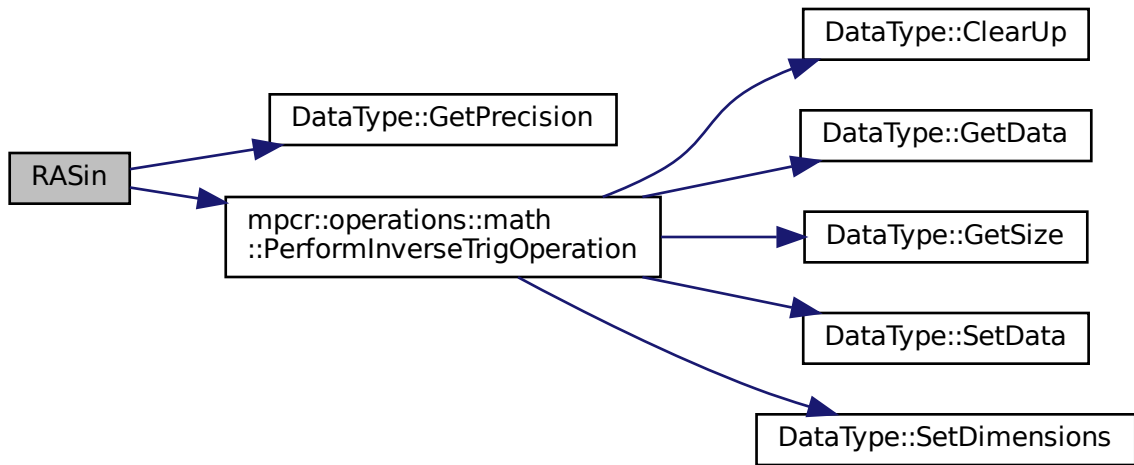 RASin
DataType::GetPrecision
mpcr::operations::math
::PerformInverseTrigOperation
DataType::ClearUp
DataType::GetData
DataType::GetSize
DataType::SetData
DataType::SetDimensions